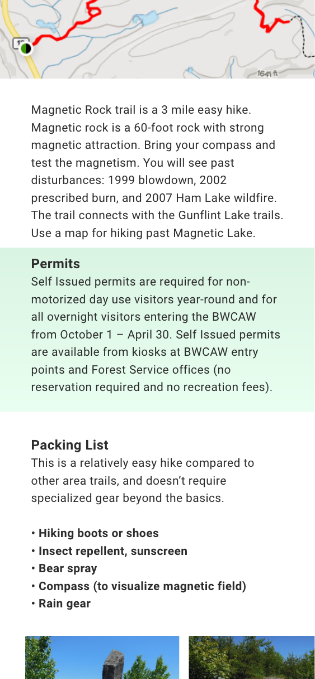 1641 ft
Magnetic Rock trail is a 3 mile easy hike.
Magnetic rock is a 60-foot rock with strong
magnetic attraction. Bring your compass and
test the magnetism. You will see past
disturbances: 1999 blowdown, 2002
prescribed burn, and 2007 Ham Lake wildfire.
The trail connects with the Gunflint Lake trails.
Use a map for hiking past Magnetic Lake.
Permits
Self Issued permits are required for non-
motorized day use visitors year-round and for
all overnight visitors entering the BWCAW
from October 1 – April 30. Self Issued permits
are available from kiosks at BWCAW entry
points and Forest Service offices (no
reservation required and no recreation fees).
Packing List
This is a relatively easy hike compared to
other area trails, and doesn’t require
specialized gear beyond the basics.
• Hiking boots or shoes
• Insect repellent, sunscreen
• Bear spray
• Compass (to visualize magnetic field)
• Rain gear